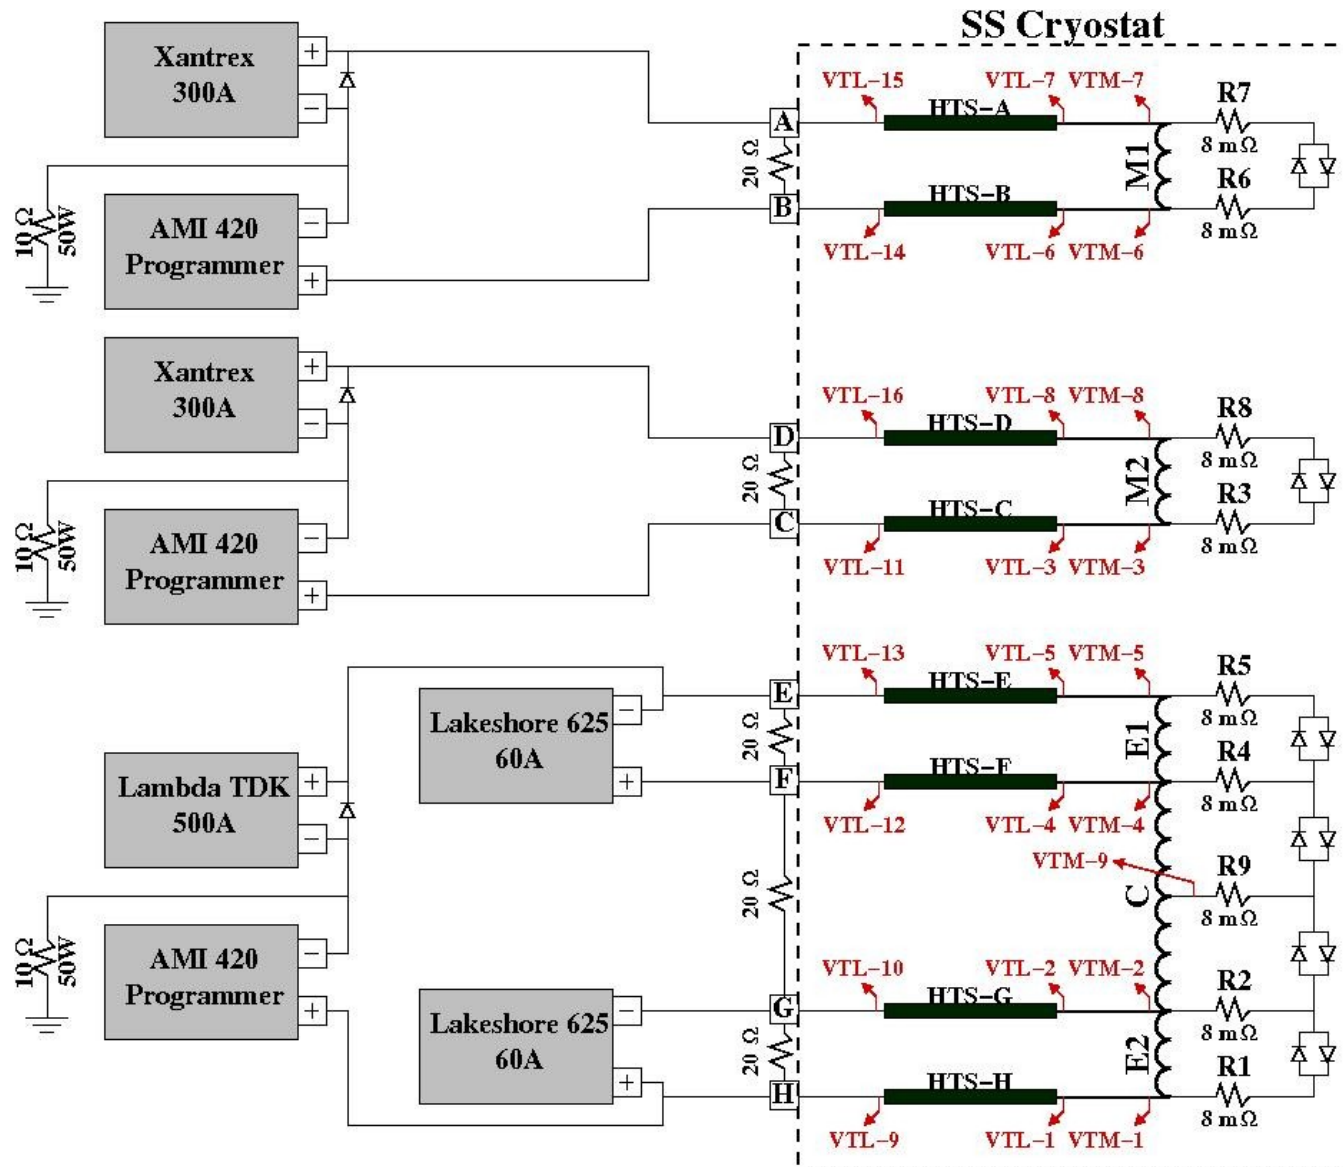 SS Cryostat
Xantrex
300A
+
−
AMI 420
Programmer
−
+
10 Ω
50W
A
20 Ω
B
VTL−15
HTS−A
VTL−7
VTM−7
R7
8 mΩ
M1
R6
8 mΩ
HTS−B
VTL−14
VTL−6
VTM−6
Xantrex
300A
+
−
AMI 420
Programmer
−
+
10 Ω
50W
D
20 Ω
C
VTL−16
HTS−D
VTL−8
VTM−8
R8
8 mΩ
M2
R3
8 mΩ
HTS−C
VTL−11
VTL−3
VTM−3
Lakeshore 625
60A
−
+
Lambda TDK
500A
+
−
AMI 420
Programmer
−
+
10 Ω
50W
Lakeshore 625
60A
−
+
E
20 Ω
F
20 Ω
G
20 Ω
H
VTL−13
HTS−E
VTL−5
VTM−5
R5
8 mΩ
E1
R4
8 mΩ
HTS−F
VTL−12
VTL−4
VTM−4
VTM−9
R9
8 mΩ
C
VTL−10
HTS−G
VTL−2
VTM−2
R2
8 mΩ
E2
R1
8 mΩ
HTS−H
VTL−9
VTL−1
VTM−1